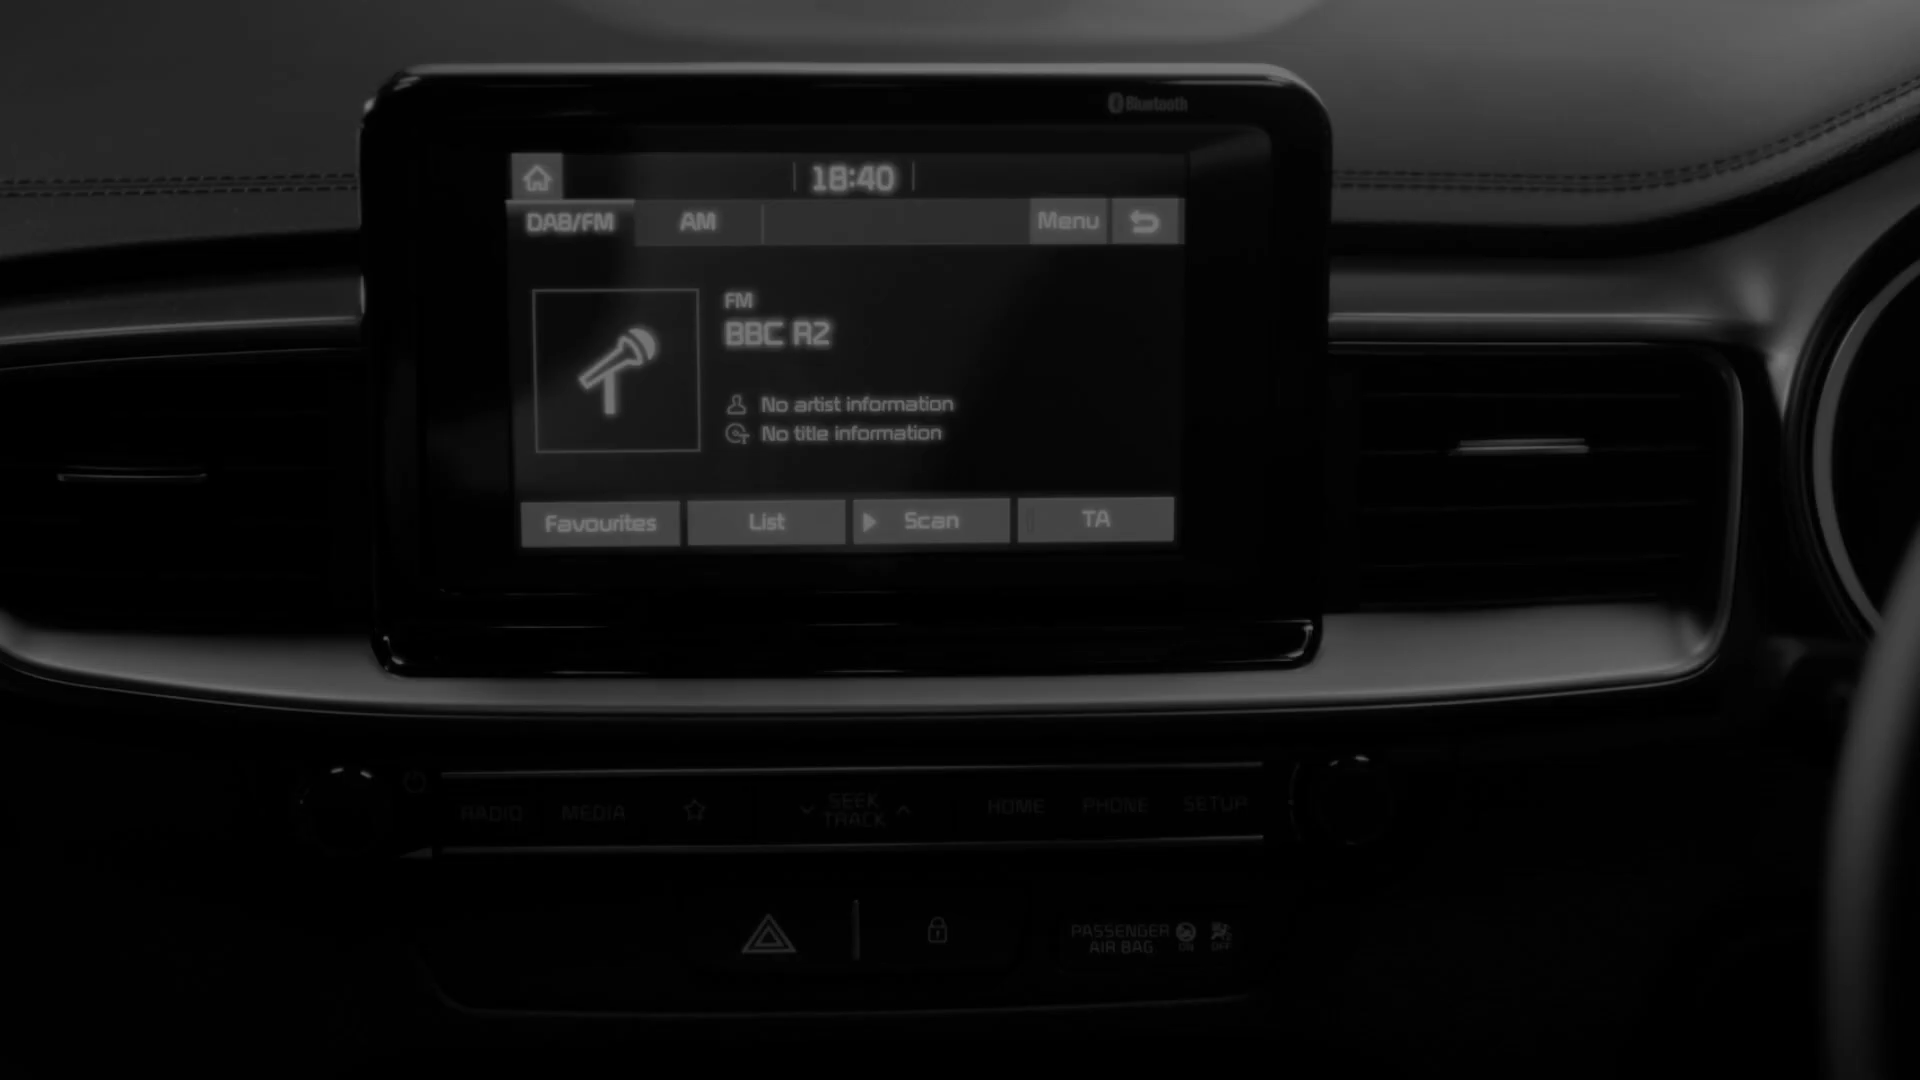 Bluetooth
18:40
DAB/FM AM Menu
FM
BBC R2
No artist information
No title information
Favourites List Scan TA
RADIO MEDIA SEEK TRACK HOME PHONE SETUP
PASSENGER AIR BAG ON OFF